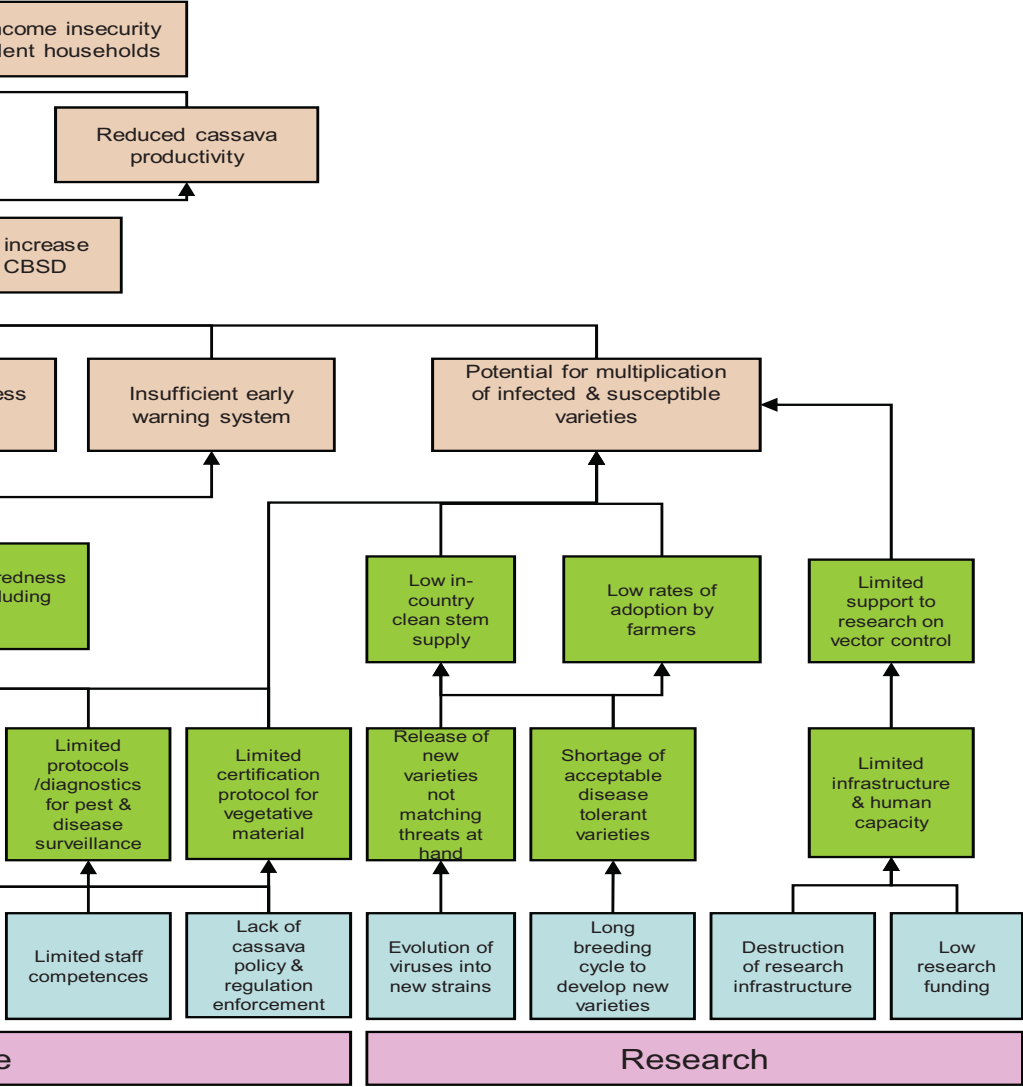 income insecurity
households
Reduced cassava
productivity
increase
CBSD
Insufficient early
warning system
Potential for multiplication
of infected & susceptible
varieties
Low in-
country
clean stem
supply
Low rates of
adoption by
farmers
Limited
support to
research on
vector control
Limited
protocols
/diagnostics
for pest &
disease
surveillance
Limited
certification
protocol for
vegetative
material
Release of
new
varieties
not
matching
threats at
hand
Shortage of
acceptable
disease
tolerant
varieties
Limited
infrastructure
& human
capacity
Limited staff
competences
Lack of
cassava
policy &
regulation
enforcement
Evolution of
viruses into
new strains
Long
breeding
cycle to
develop new
varieties
Destruction
of research
infrastructure
Low
research
funding
Research